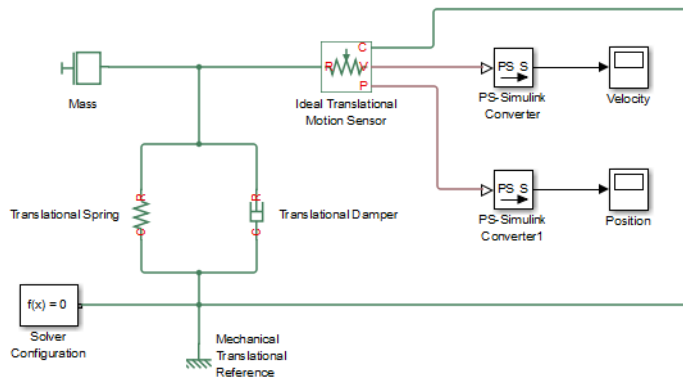 C
R
V
P
PS S
PS S
Mass
Ideal Translational
Motion Sensor
PS-Simulink
Converter
Velocity
R
R
Translational Spring
Translational Damper
C
C
PS-Simulink
Converter1
Position
f(x) = 0
Solver
Configuration
Mechanical
Translational
Reference